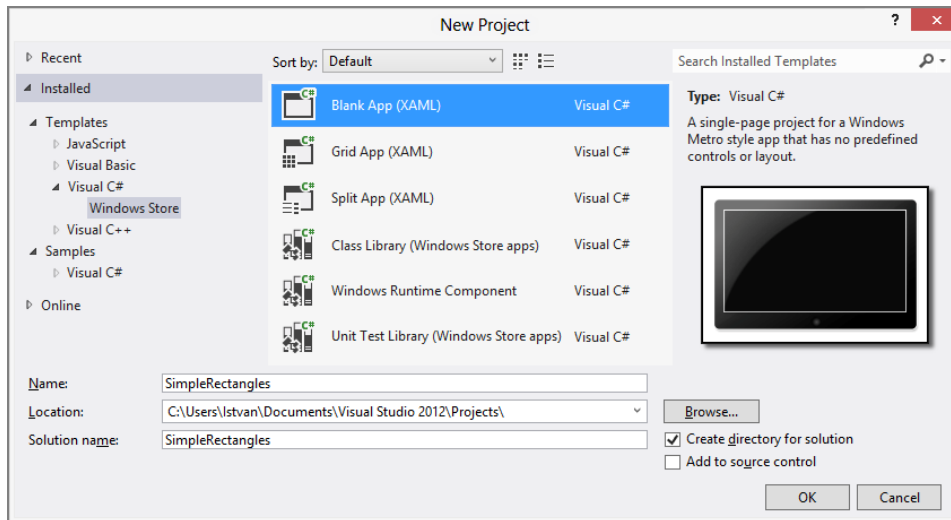 New Project
?
Recent
Installed
Templates
JavaScript
Visual Basic
Visual C#
Windows Store
Visual C++
Samples
Visual C#
Online
Sort by: Default
C# Blank App (XAML) Visual C#
C# Grid App (XAML) Visual C#
C# Split App (XAML) Visual C#
C# Class Library (Windows Store apps) Visual C#
C# Windows Runtime Component Visual C#
C# Unit Test Library (Windows Store apps) Visual C#
Search Installed Templates
Type: Visual C#
A single-page project for a Windows
Metro style app that has no predefined
controls or layout.
Name: SimpleRectangles
Location: C:\Users\Istvan\Documents\Visual Studio 2012\Projects\ Browse...
Solution name: SimpleRectangles
Create directory for solution
Add to source control
OK Cancel